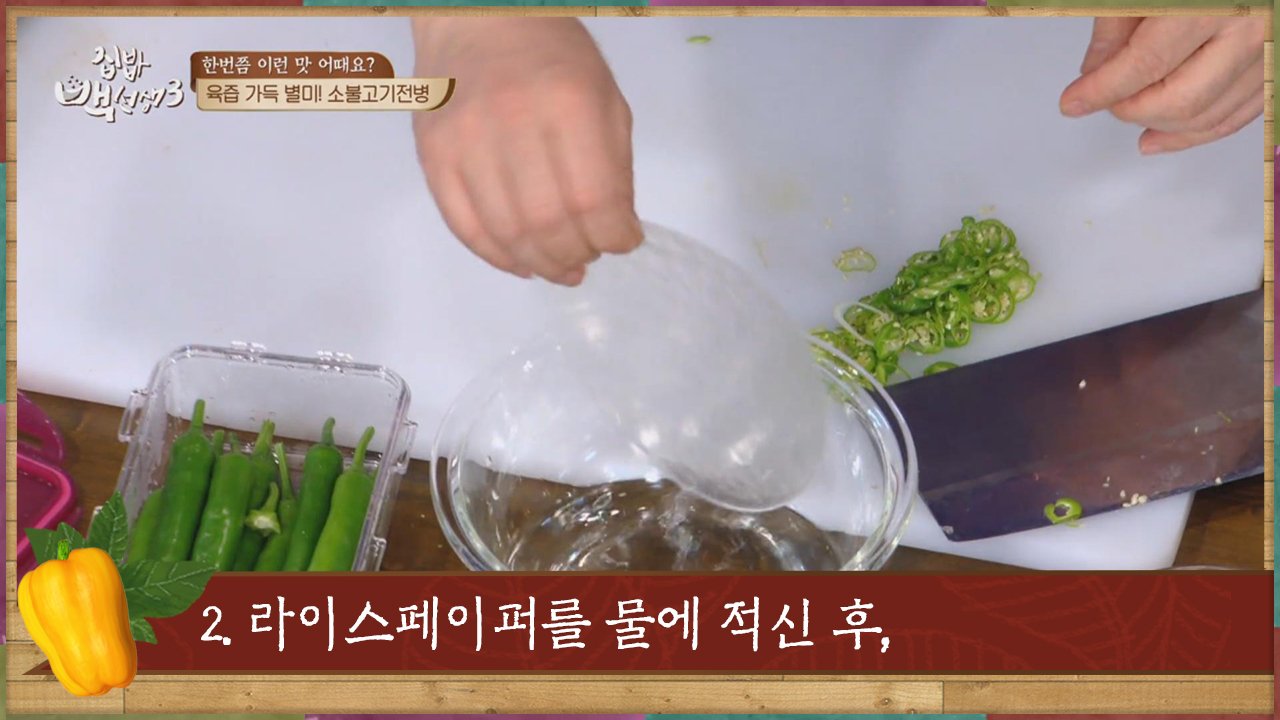 집밥
백선생3
한번쯤 이런 맛 어때요?
육즙 가득 별미! 소불고기전병
2. 라이스페이퍼를 물에 적신 후,